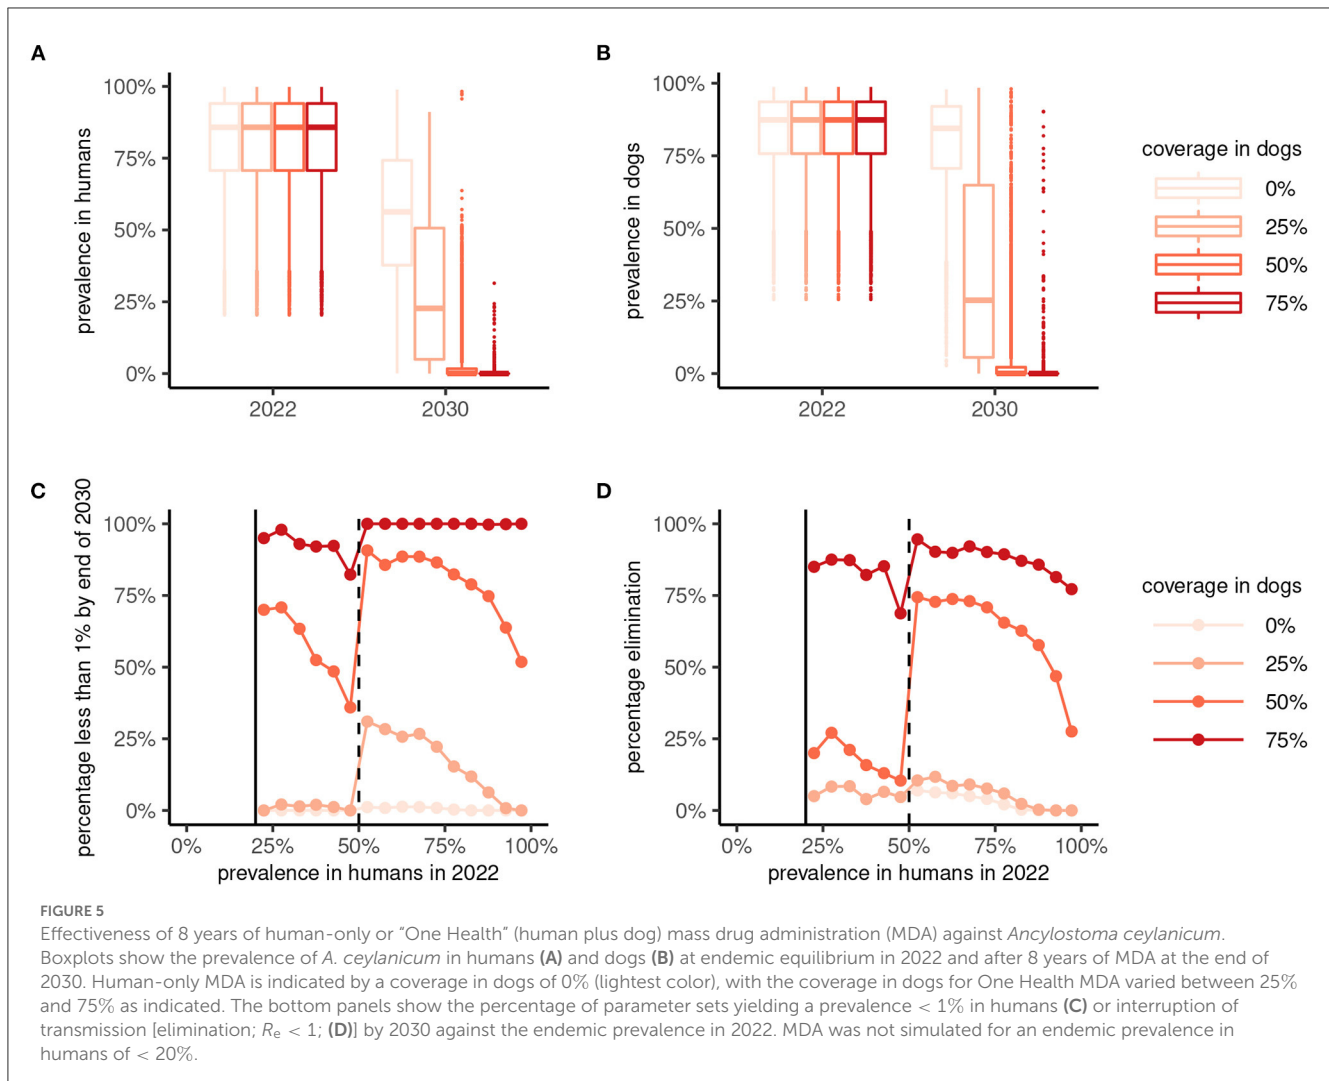 A
B
100%
75%
50%
25%
0%
prevalence in humans
2022
2030
100%
75%
50%
25%
0%
prevalence in dogs
2022
2030
coverage in dogs
0%
25%
50%
75%
C
D
100%
75%
50%
25%
0%
percentage less than 1% by end of 2030
0%
25%
50%
75%
100%
prevalence in humans in 2022
100%
75%
50%
25%
0%
percentage elimination
0%
25%
50%
75%
100%
prevalence in humans in 2022
coverage in dogs
0%
25%
50%
75%
FIGURE 5
Effectiveness of 8 years of human-only or “One Health” (human plus dog) mass drug administration (MDA) against Ancylostoma ceylanicum.
Boxplots show the prevalence of A. ceylanicum in humans (A) and dogs (B) at endemic equilibrium in 2022 and after 8 years of MDA at the end of
2030. Human-only MDA is indicated by a coverage in dogs of 0% (lightest color), with the coverage in dogs for One Health MDA varied between 25%
and 75% as indicated. The bottom panels show the percentage of parameter sets yielding a prevalence < 1% in humans (C) or interruption of
transmission [elimination; Re < 1; (D)] by 2030 against the endemic prevalence in 2022. MDA was not simulated for an endemic prevalence in
humans of < 20%.